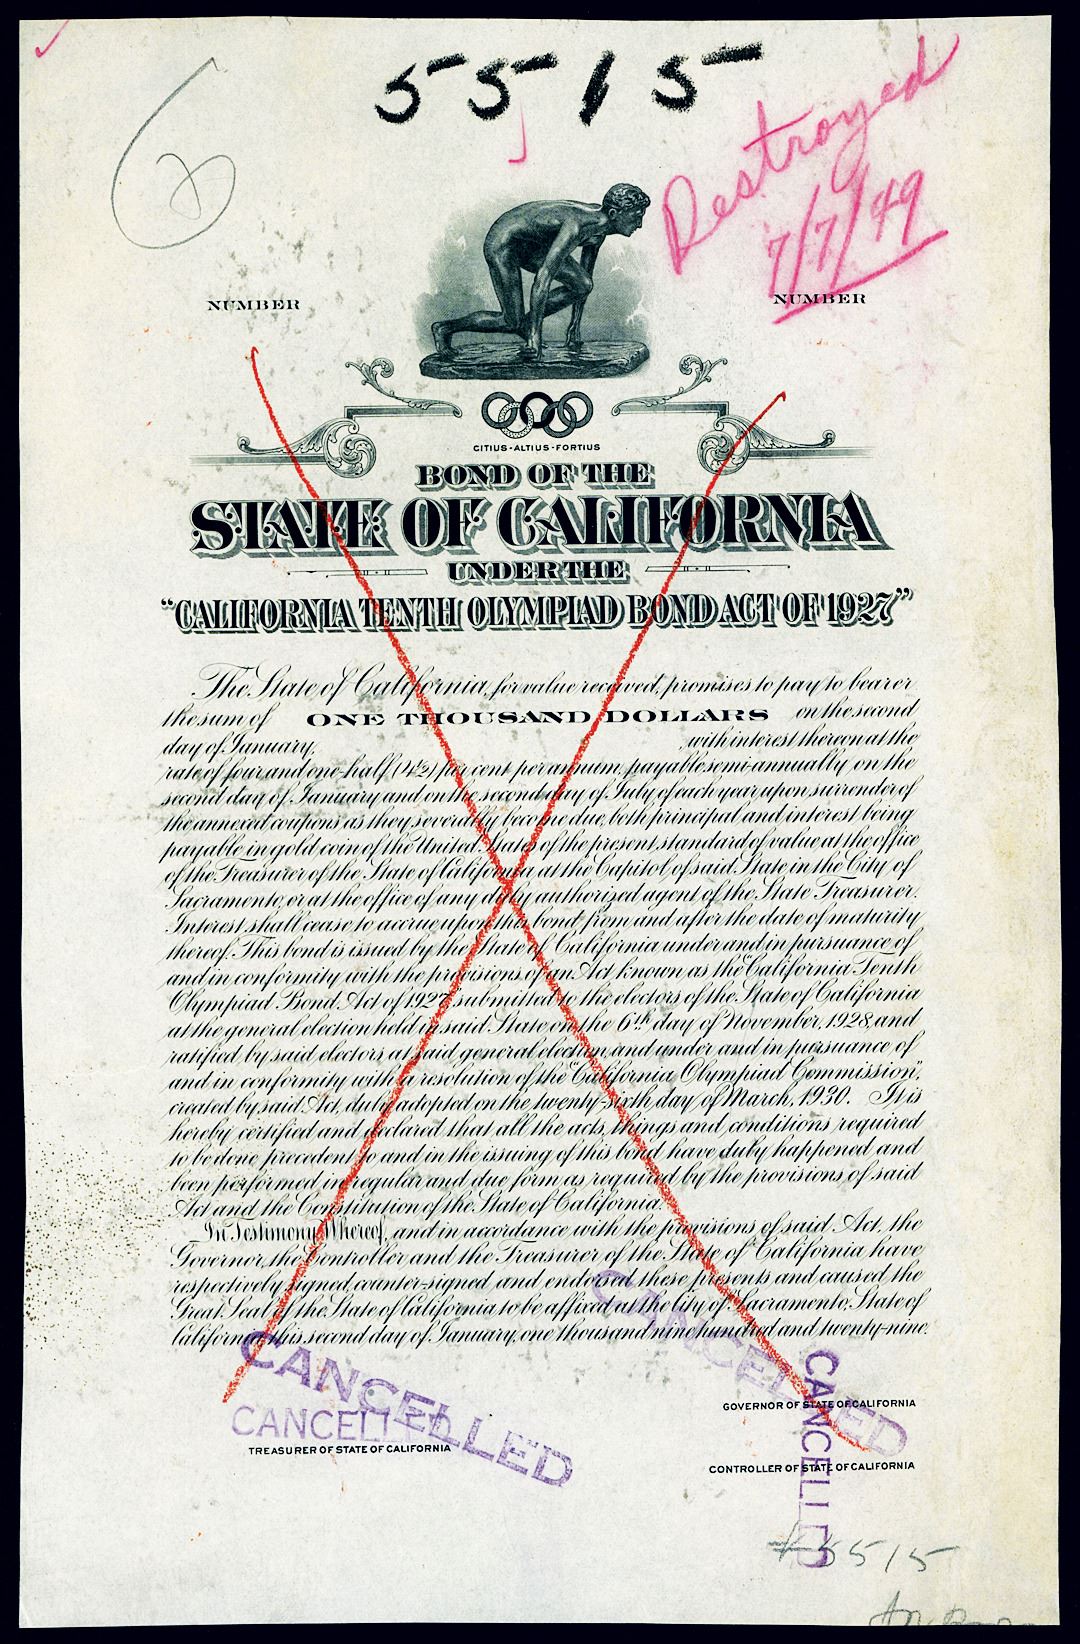 5515
Destroyed
7/7/49
NUMBER NUMBER
CITIUS-ALTIUS-FORTIUS
BOND OF THE
STATE OF CALIFORNIA
UNDER THE
"CALIFORNIA TENTH OLYMPIAD BOND ACT OF 1927"
The State of California, for value received, promises to pay to bearer
the sum of ONE THOUSAND DOLLARS on the second
day of January, , with interest thereon at the
rate of four and one-half (4½) per cent per annum, payable semi-annually on the
second day of January and on the second day of July of each year, upon surrender of
the annexed coupons as they severally become due, both principal and interest being
payable in gold coin of the United States of the present standard of value at the office
of the Treasurer of the State of California at the Capitol of said State in the City of
Sacramento, or at the office of any duly authorized agent of the State Treasurer.
Interest shall cease to accrue upon this bond, from and after the date of maturity
thereof. This bond is issued by the State of California under and in pursuance of
and in conformity with the provisions of an Act known as the "California Tenth
Olympiad Bond Act of 1927," submitted to the electors of the State of California
at the general election held in said State on the 6th day of November, 1928, and
ratified by said electors at said general election, and under and in pursuance of
and in conformity with a resolution of the "California Olympiad Commission",
created by said Act, duly adopted on the twenty-sixth day of March, 1930. It is
hereby certified and declared that all the acts, things and conditions required
to be done precedent to and in the issuing of this bond have duly happened and
been performed in regular and due form as required by the provisions of said
Act and the Constitution of the State of California.
In Testimony Whereof, and in accordance with the provisions of said Act, the
Governor, the Controller and the Treasurer of the State of California have
respectively signed, counter-signed, and endorsed these presents and caused the
Great Seal of the State of California to be affixed at the City of Sacramento, State of
California, this second day of January, one thousand nine hundred and twenty-nine.
CANCELLED
CANCELLED
CANCELLED
CANCELLED
GOVERNOR OF STATE OF CALIFORNIA
TREASURER OF STATE OF CALIFORNIA
CONTROLLER OF STATE OF CALIFORNIA
5515